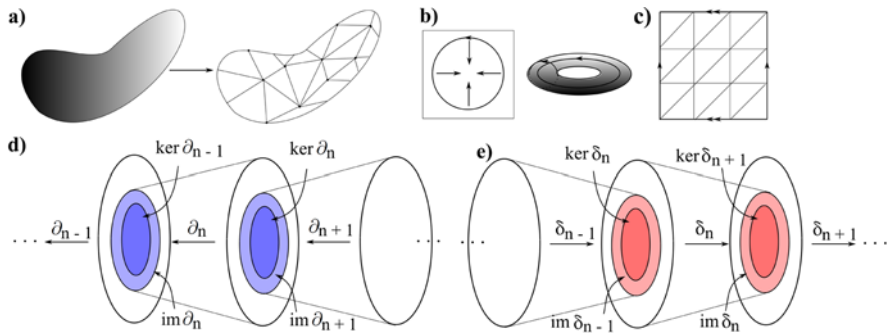 a)
b)
c)
d)
ker ∂n - 1
ker ∂n
e)
ker δn
ker δn + 1
· · ·
∂n - 1
∂n
∂n + 1
· · ·
· · ·
δn - 1
δn
δn + 1
· · ·
im ∂n
im ∂n + 1
im δn - 1
im δn